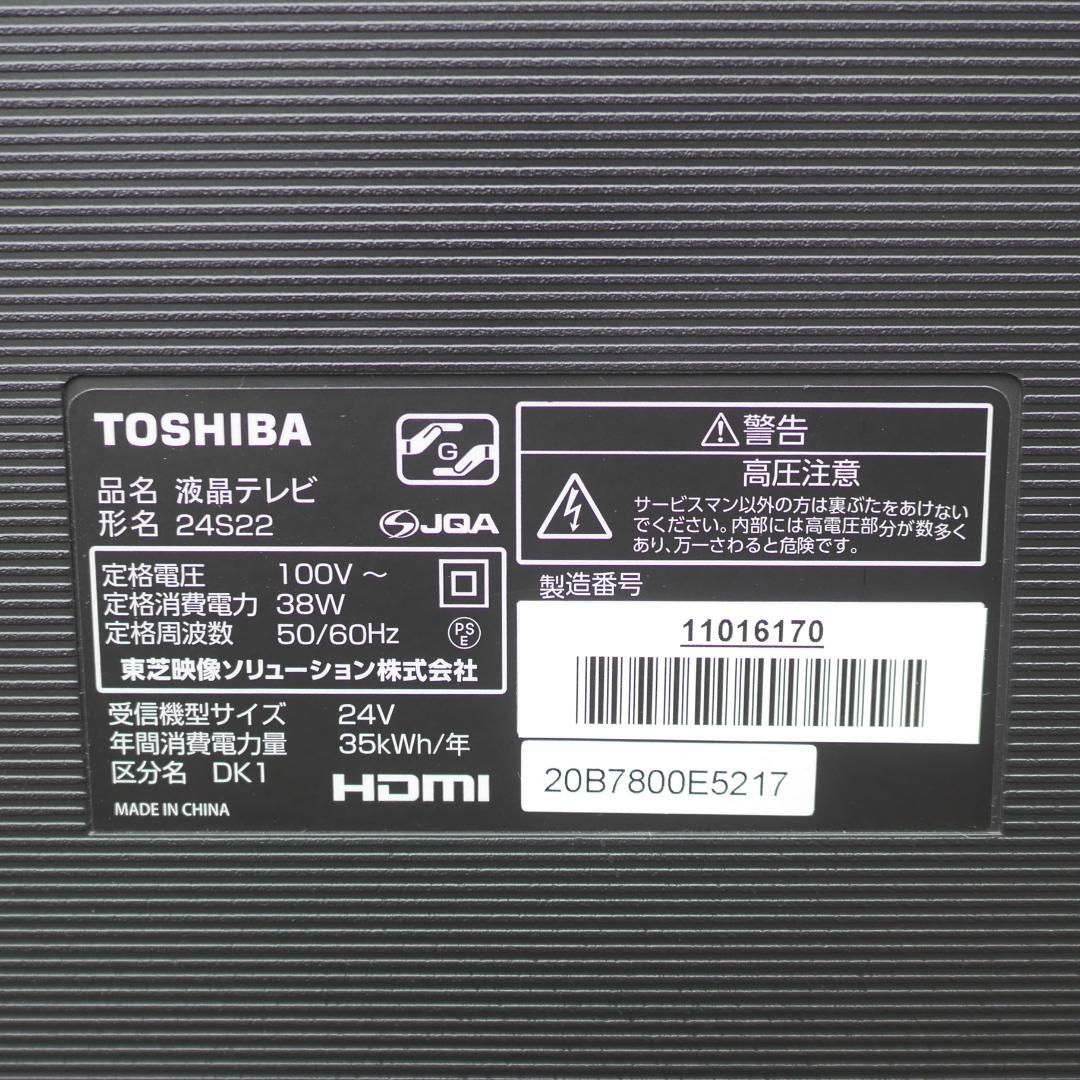 TOSHIBA
G
品名 液晶テレビ
形名 24S22
JQA
定格電圧 100V ～
定格消費電力 38W
定格周波数 50/60Hz
PS
E
東芝映像ソリューション株式会社
受信機型サイズ 24V
年間消費電力量 35kWh/年
区分名 DK1
HDMI
MADE IN CHINA
警告
高圧注意
サービスマン以外の方は裏ぶたをあけない
でください。内部には高電圧部分が数多く
あり、万一さわると危険です。
製造番号
11016170
20B7800E5217